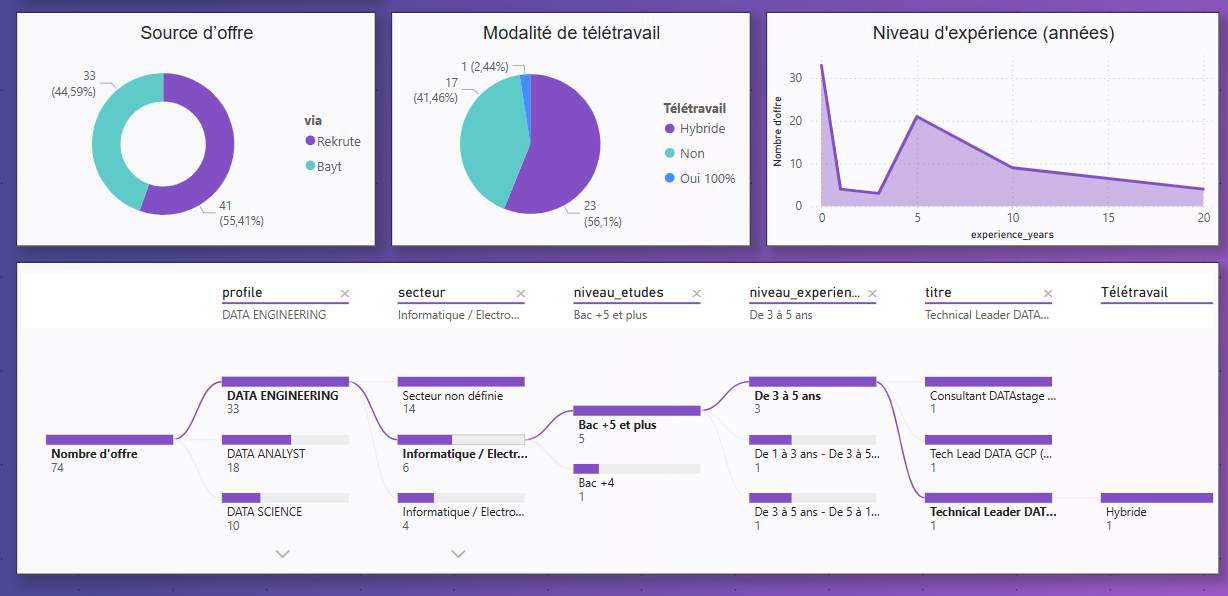 Source d’offre
33
(44,59%)
41
(55,41%)
via
Rekrute
Bayt
Modalité de télétravail
1 (2,44%)
17
(41,46%)
23
(56,1%)
Télétravail
Hybride
Non
Oui 100%
Niveau d'expérience (années)
Nombre d'offre
30
20
10
0
0 5 10 15 20
experience_years
profile secteur niveau_etudes niveau_experien... titre Télétravail
DATA ENGINEERING Informatique / Electro... Bac +5 et plus De 3 à 5 ans Technical Leader DATA...
Nombre d'offre
74
DATA ENGINEERING
33
DATA ANALYST
18
DATA SCIENCE
10
Secteur non définie
14
Informatique / Electr...
6
Informatique / Electro...
4
Bac +5 et plus
5
Bac +4
1
De 3 à 5 ans
3
De 1 à 3 ans - De 3 à 5...
1
De 3 à 5 ans - De 5 à 1...
1
Consultant DATAstage ...
1
Tech Lead DATA GCP (...
1
Technical Leader DAT...
1
Hybride
1